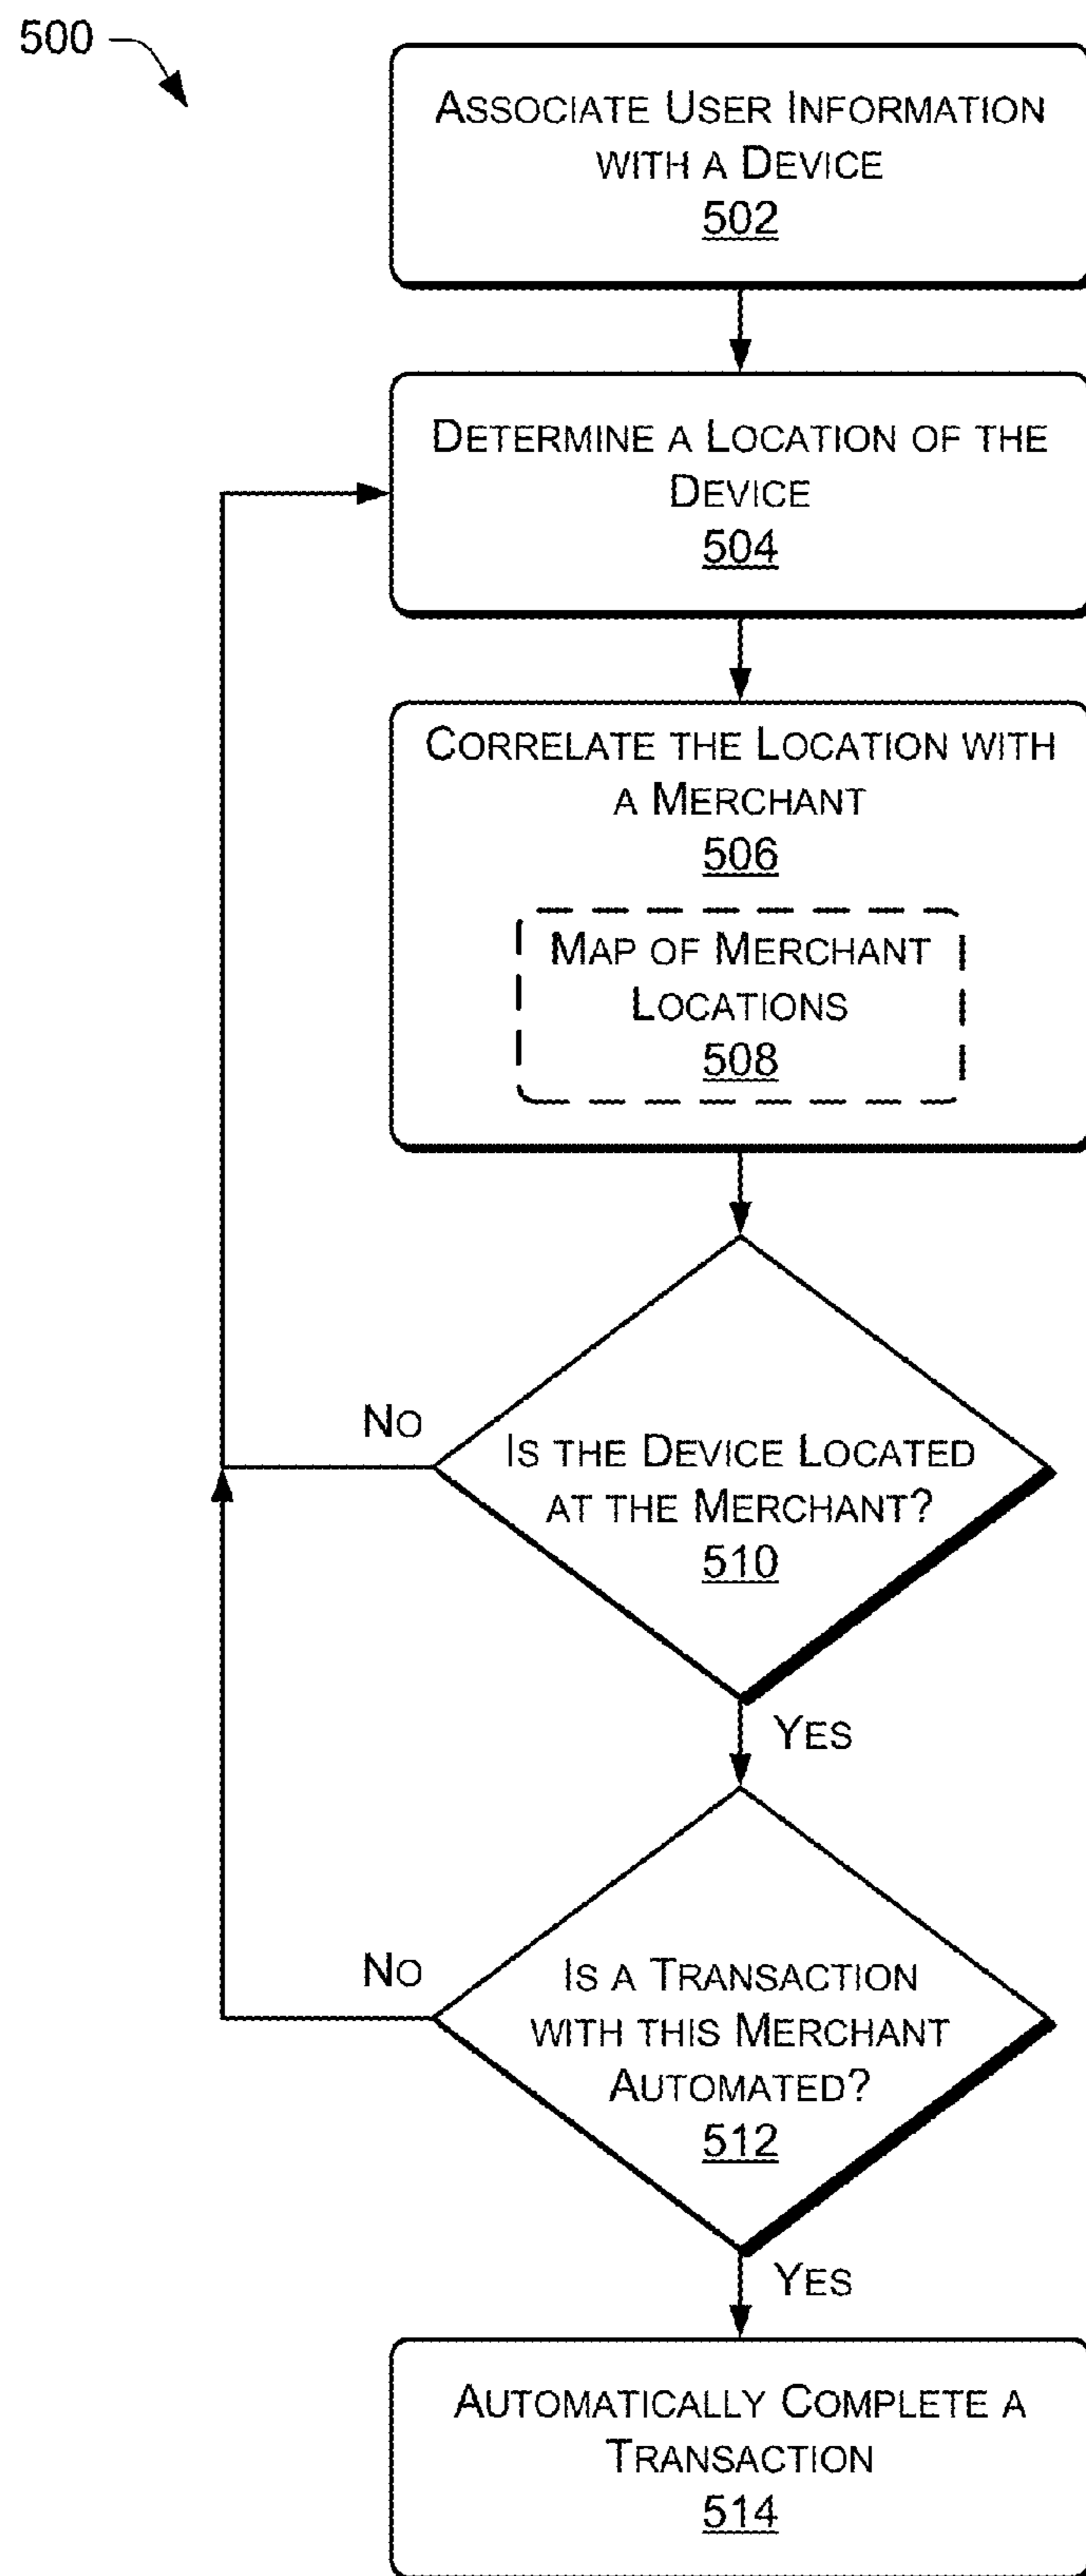 500
ASSOCIATE USER INFORMATION
WITH A DEVICE
502
DETERMINE A LOCATION OF THE
DEVICE
504
CORRELATE THE LOCATION WITH
A MERCHANT
506
MAP OF MERCHANT
LOCATIONS
508
NO
IS THE DEVICE LOCATED
AT THE MERCHANT?
510
YES
NO
IS A TRANSACTION
WITH THIS MERCHANT
AUTOMATED?
512
YES
AUTOMATICALLY COMPLETE A
TRANSACTION
514